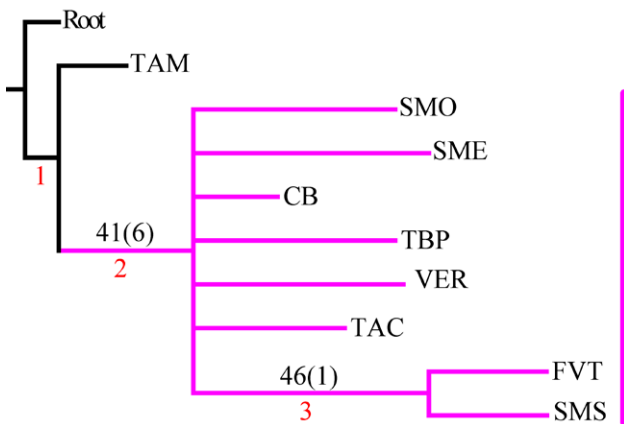 Root
TAM
SMO
1
SME
CB
41(6)
TBP
2
VER
TAC
46(1)
FVT
3
SMS